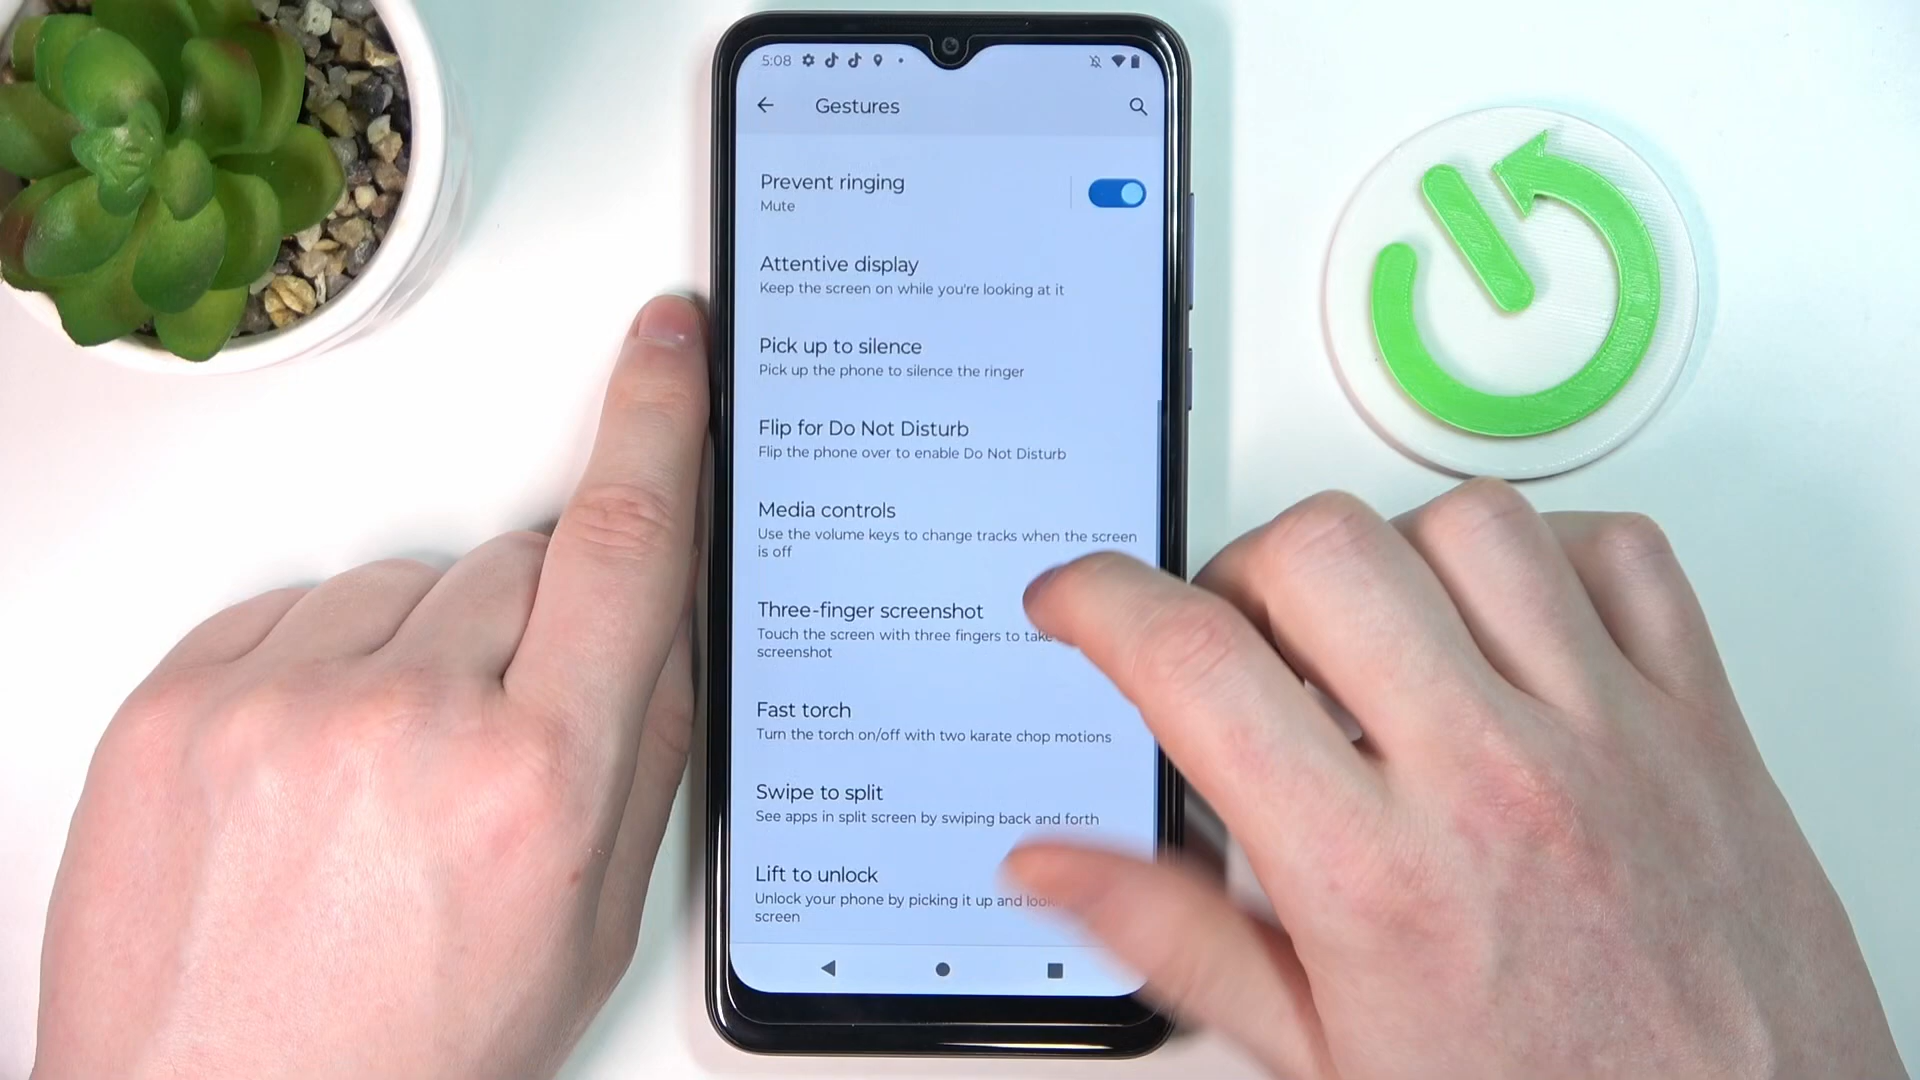 5:08
Gestures
Prevent ringing
Mute
Attentive display
Keep the screen on while you're looking at it
Pick up to silence
Pick up the phone to silence the ringer
Flip for Do Not Disturb
Flip the phone over to enable Do Not Disturb
Media controls
Use the volume keys to change tracks when the screen
is off
Three-finger screenshot
Touch the screen with three fingers to take
screenshot
Fast torch
Turn the torch on/off with two karate chop motions
Swipe to split
See apps in split screen by swiping back and forth
Lift to unlock
Unlock your phone by picking it up and
screen